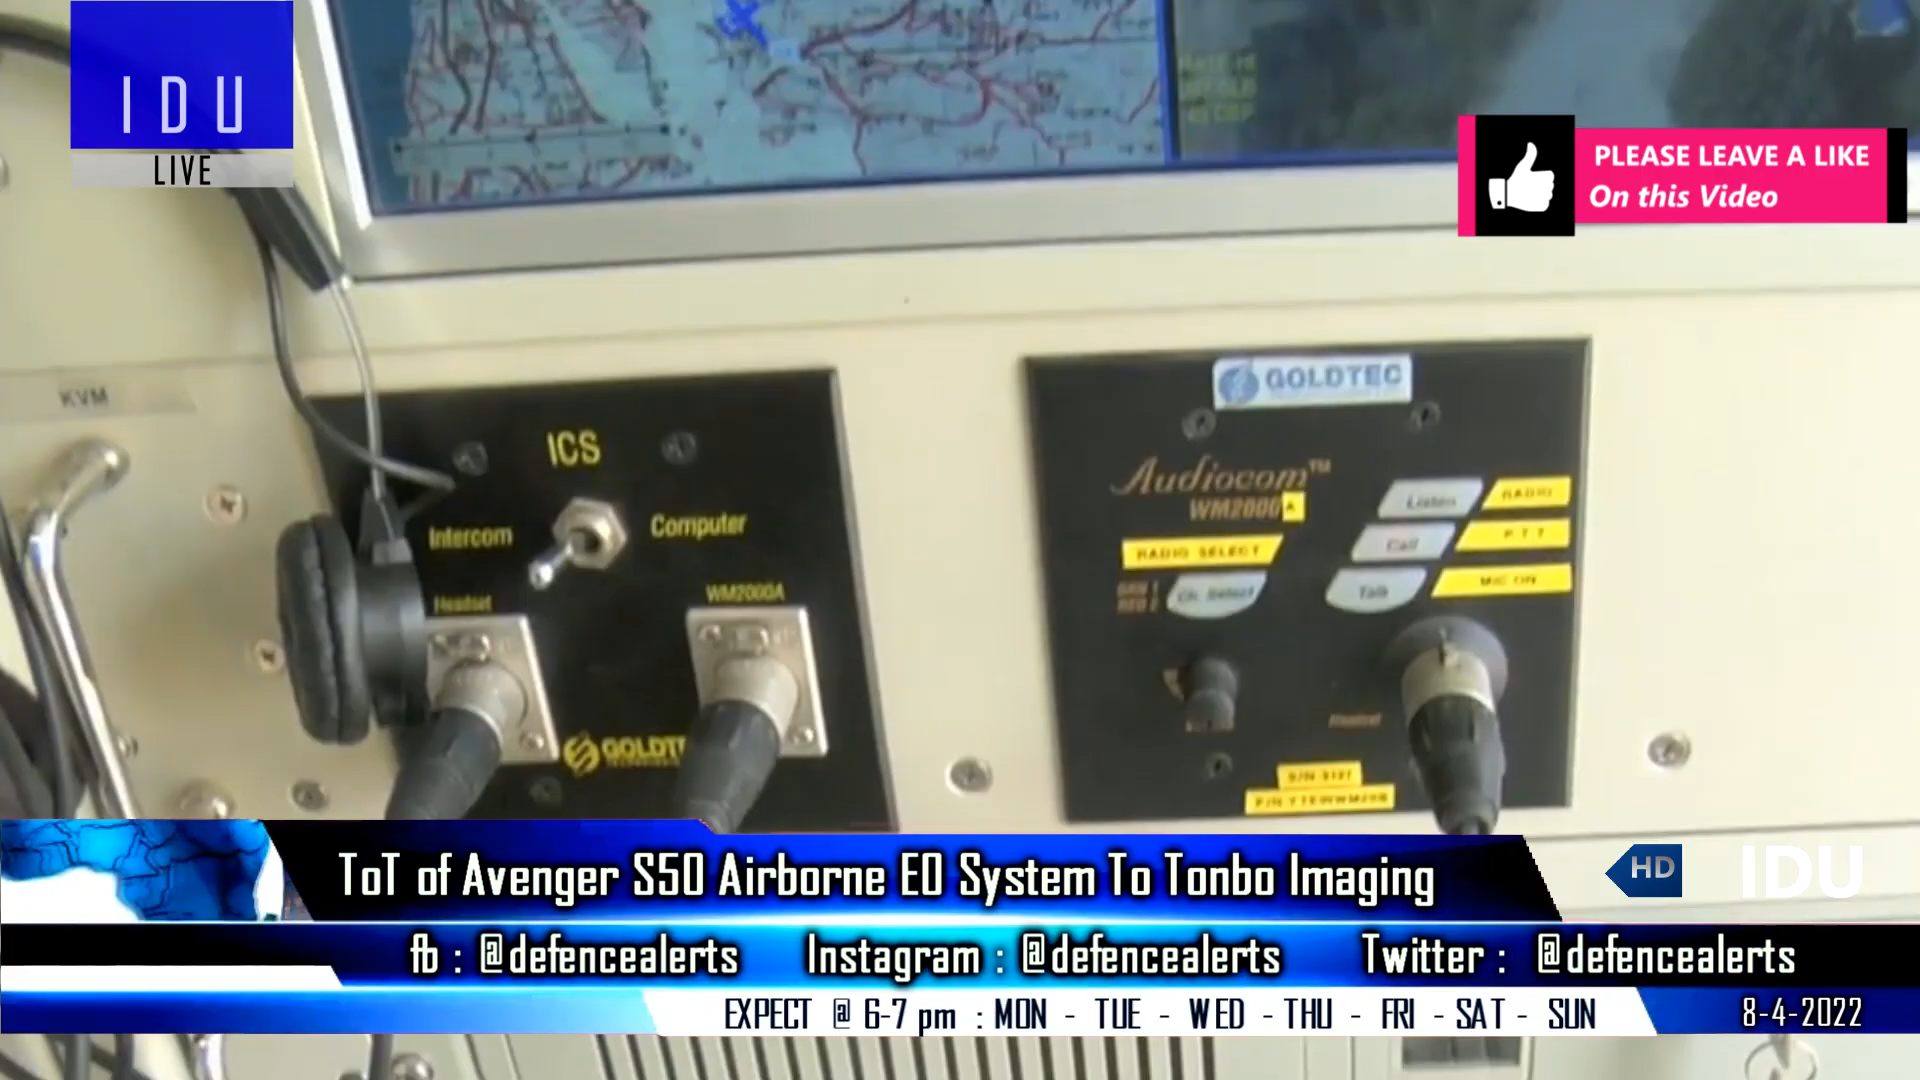 IDU
LIVE
PLEASE LEAVE A LIKE
On this Video
KVM
ICS
Intercom
Computer
Headset
WM2000A
GOLDTEC
Audiocom™
WM2000A
RADIO SELECT
Ch. Select
Listen
RADIO
Call
P T T
Talk
MIC ON
Headset
ToT of Avenger S50 Airborne EO System To Tonbo Imaging
HD
IDU
fb : @defencealerts Instagram : @defencealerts Twitter : @defencealerts
EXPECT @ 6-7 pm : MON - TUE - WED - THU - FRI - SAT - SUN
8-4-2022